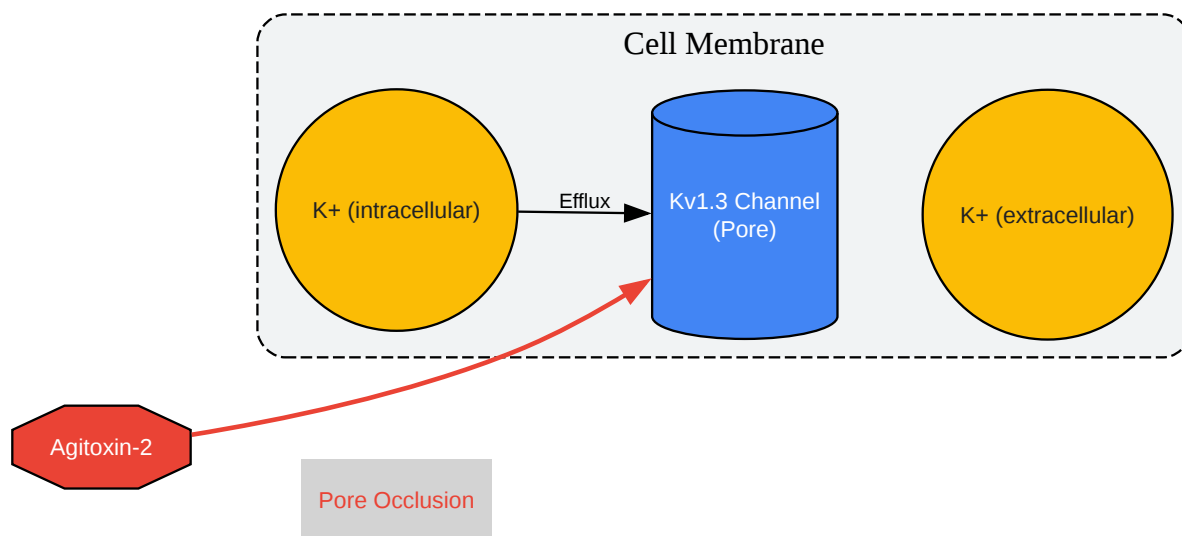 Cell Membrane
K+ (intracellular)
Efflux
Kv1.3 Channel
(Pore)
K+ (extracellular)
Agitoxin-2
Pore Occlusion